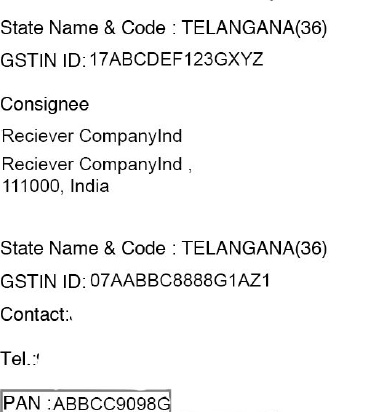 State Name & Code : TELANGANA(36)
GSTIN ID: 17ABCDEF123GXYZ
Consignee
Reciever CompanyInd
Reciever CompanyInd ,
111000, India
State Name & Code : TELANGANA(36)
GSTIN ID: 07AABBC8888G1AZ1
Contact:
Tel.:
PAN :ABBCC9098G